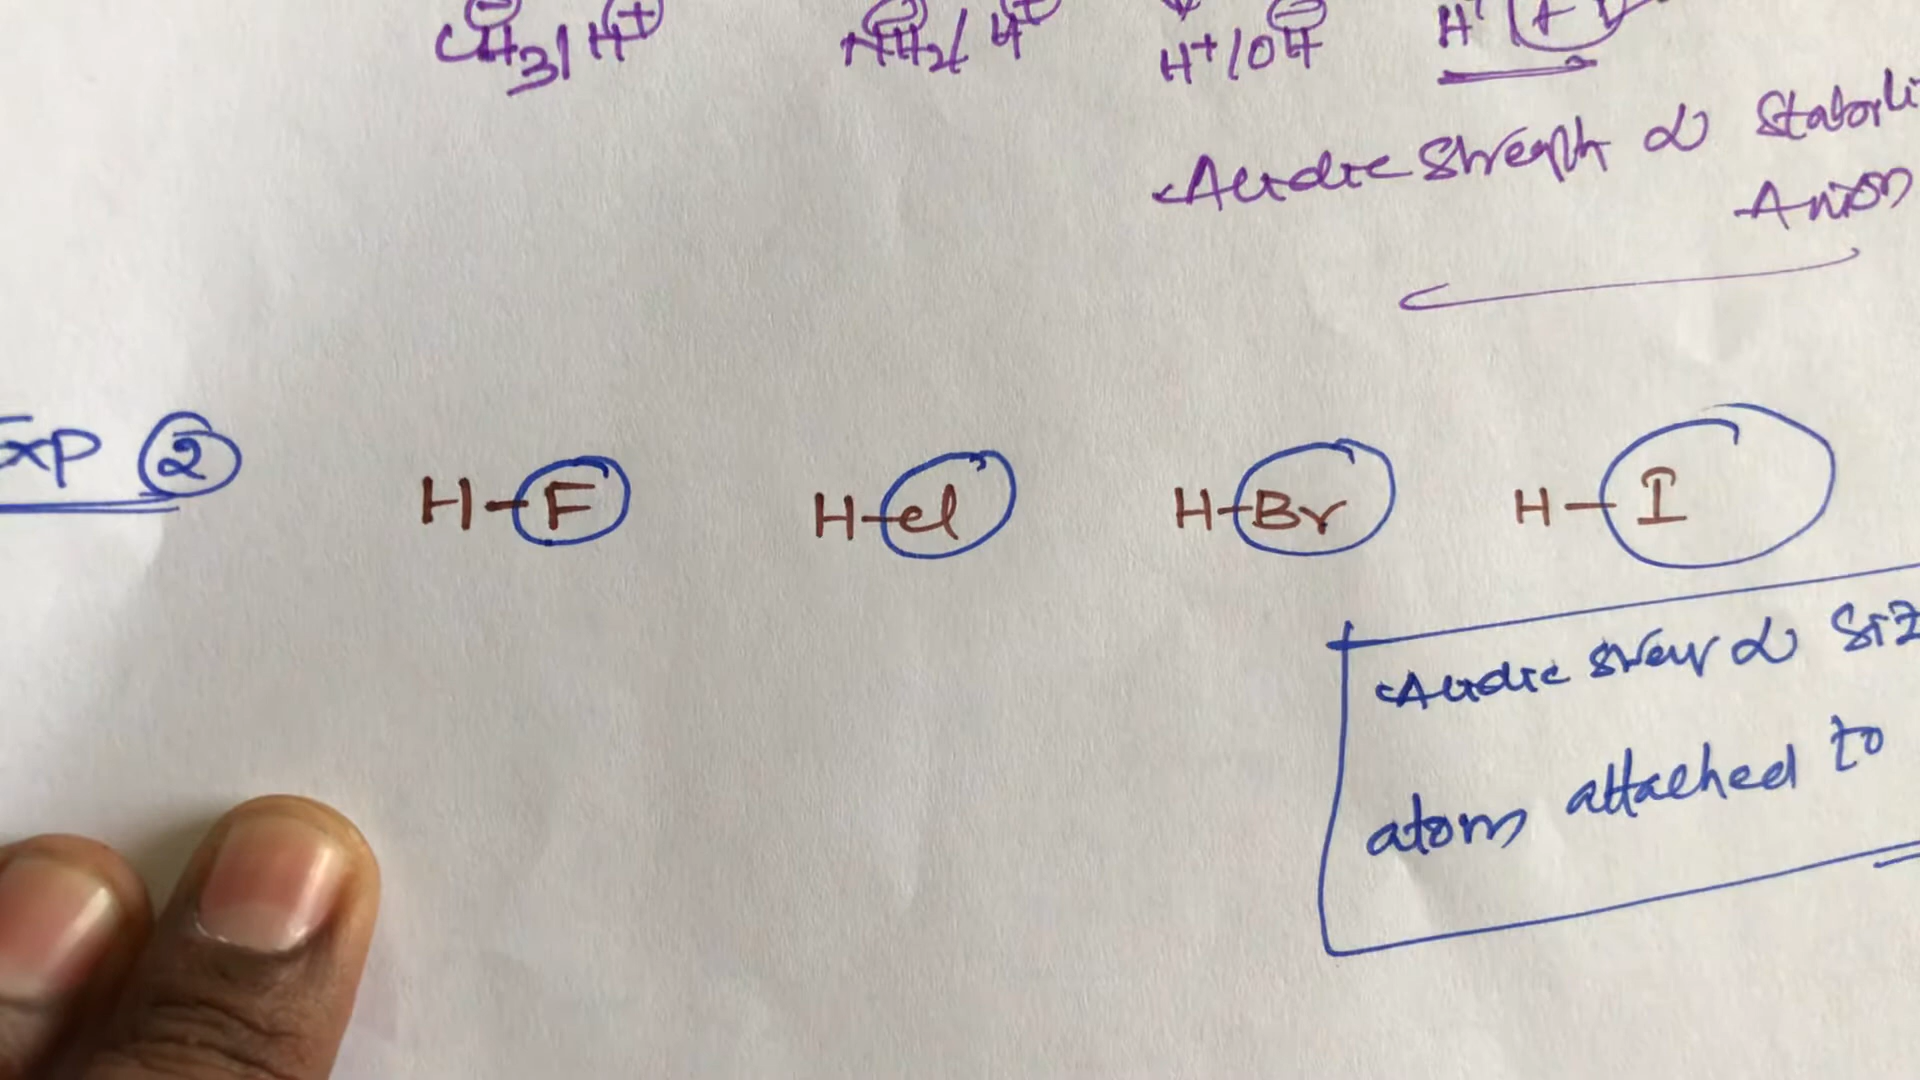 CH3/H+ NH2/H+ H+/OH
Acidic Strength ∝ Stabili
Anion
Exp 2
H-F H-Cl H-Br H-I
Acidic stren ∝ Siz
atom attached to